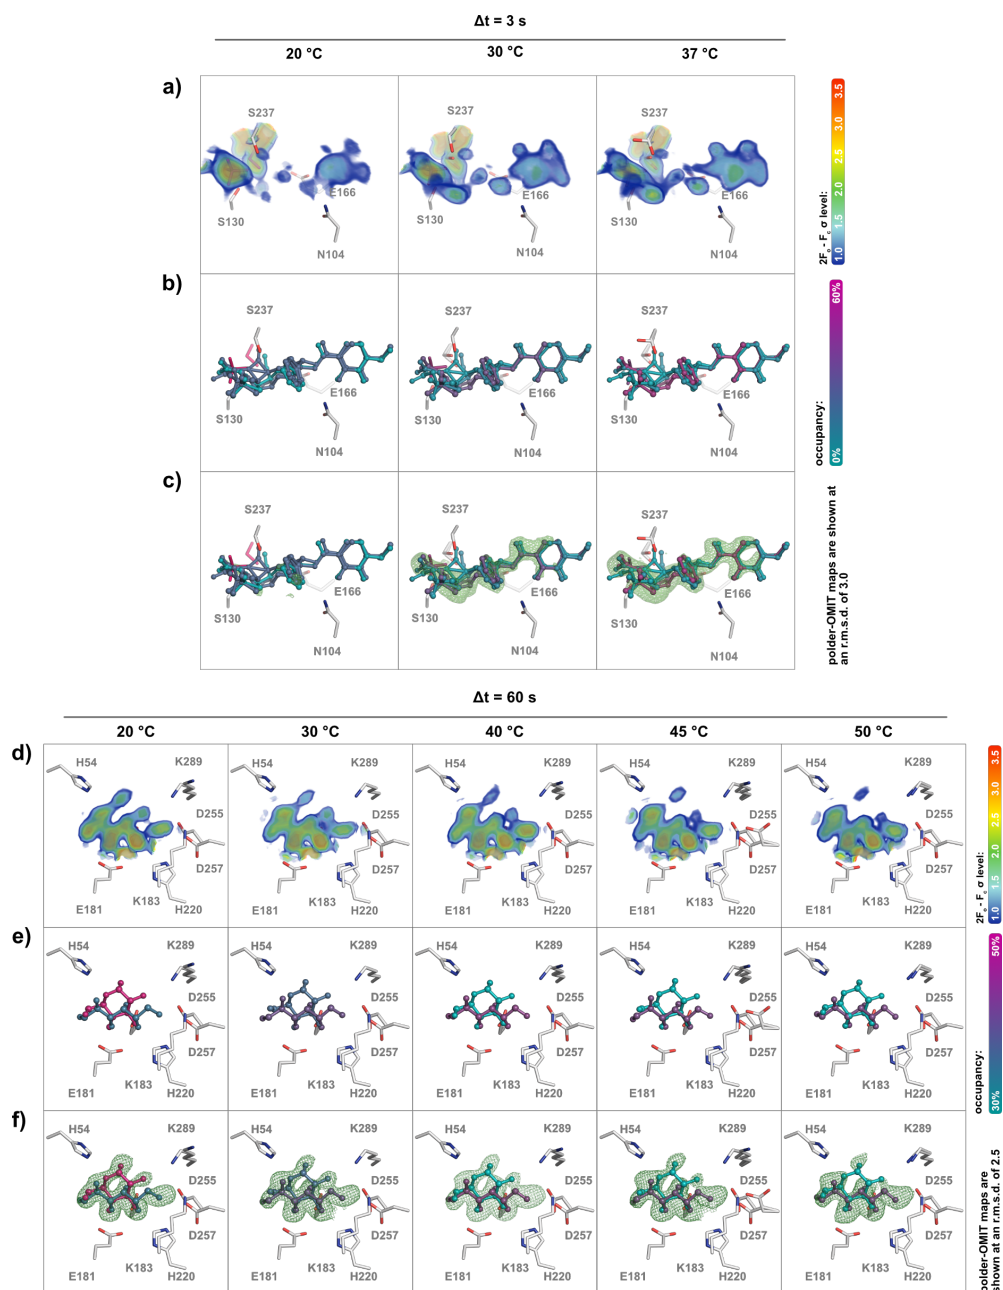 Δt = 3 s
20 °C
30 °C
37 °C
a)
S237
E166
S130
N104
S237
E166
S130
N104
S237
E166
S130
N104
2Fo - Fc σ level:
1.0 1.5 2.0 2.5 3.0 3.5
b)
S237
E166
S130
N104
S237
E166
S130
N104
S237
E166
S130
N104
occupancy:
0% 60%
c)
S237
E166
S130
N104
S237
E166
S130
N104
S237
E166
S130
N104
polder-OMIT maps are shown at
an r.m.s.d. of 3.0
Δt = 60 s
20 °C
30 °C
40 °C
45 °C
50 °C
d)
H54
K289
D255
D257
K183
E181
H220
H54
K289
D255
D257
K183
E181
H220
H54
K289
D255
D257
K183
E181
H220
H54
K289
D255
D257
K183
E181
H220
H54
K289
D255
D257
K183
E181
H220
2Fo - Fc σ level:
1.0 1.5 2.0 2.5 3.0 3.5
e)
H54
K289
D255
D257
K183
E181
H220
H54
K289
D255
D257
K183
E181
H220
H54
K289
D255
D257
K183
E181
H220
H54
K289
D255
D257
K183
E181
H220
H54
K289
D255
D257
K183
E181
H220
occupancy:
30% 50%
f)
H54
K289
D255
D257
K183
E181
H220
H54
K289
D255
D257
K183
E181
H220
H54
K289
D255
D257
K183
E181
H220
H54
K289
D255
D257
K183
E181
H220
H54
K289
D255
D257
K183
E181
H220
polder-OMIT maps are
shown at an r.m.s.d. of 2.5